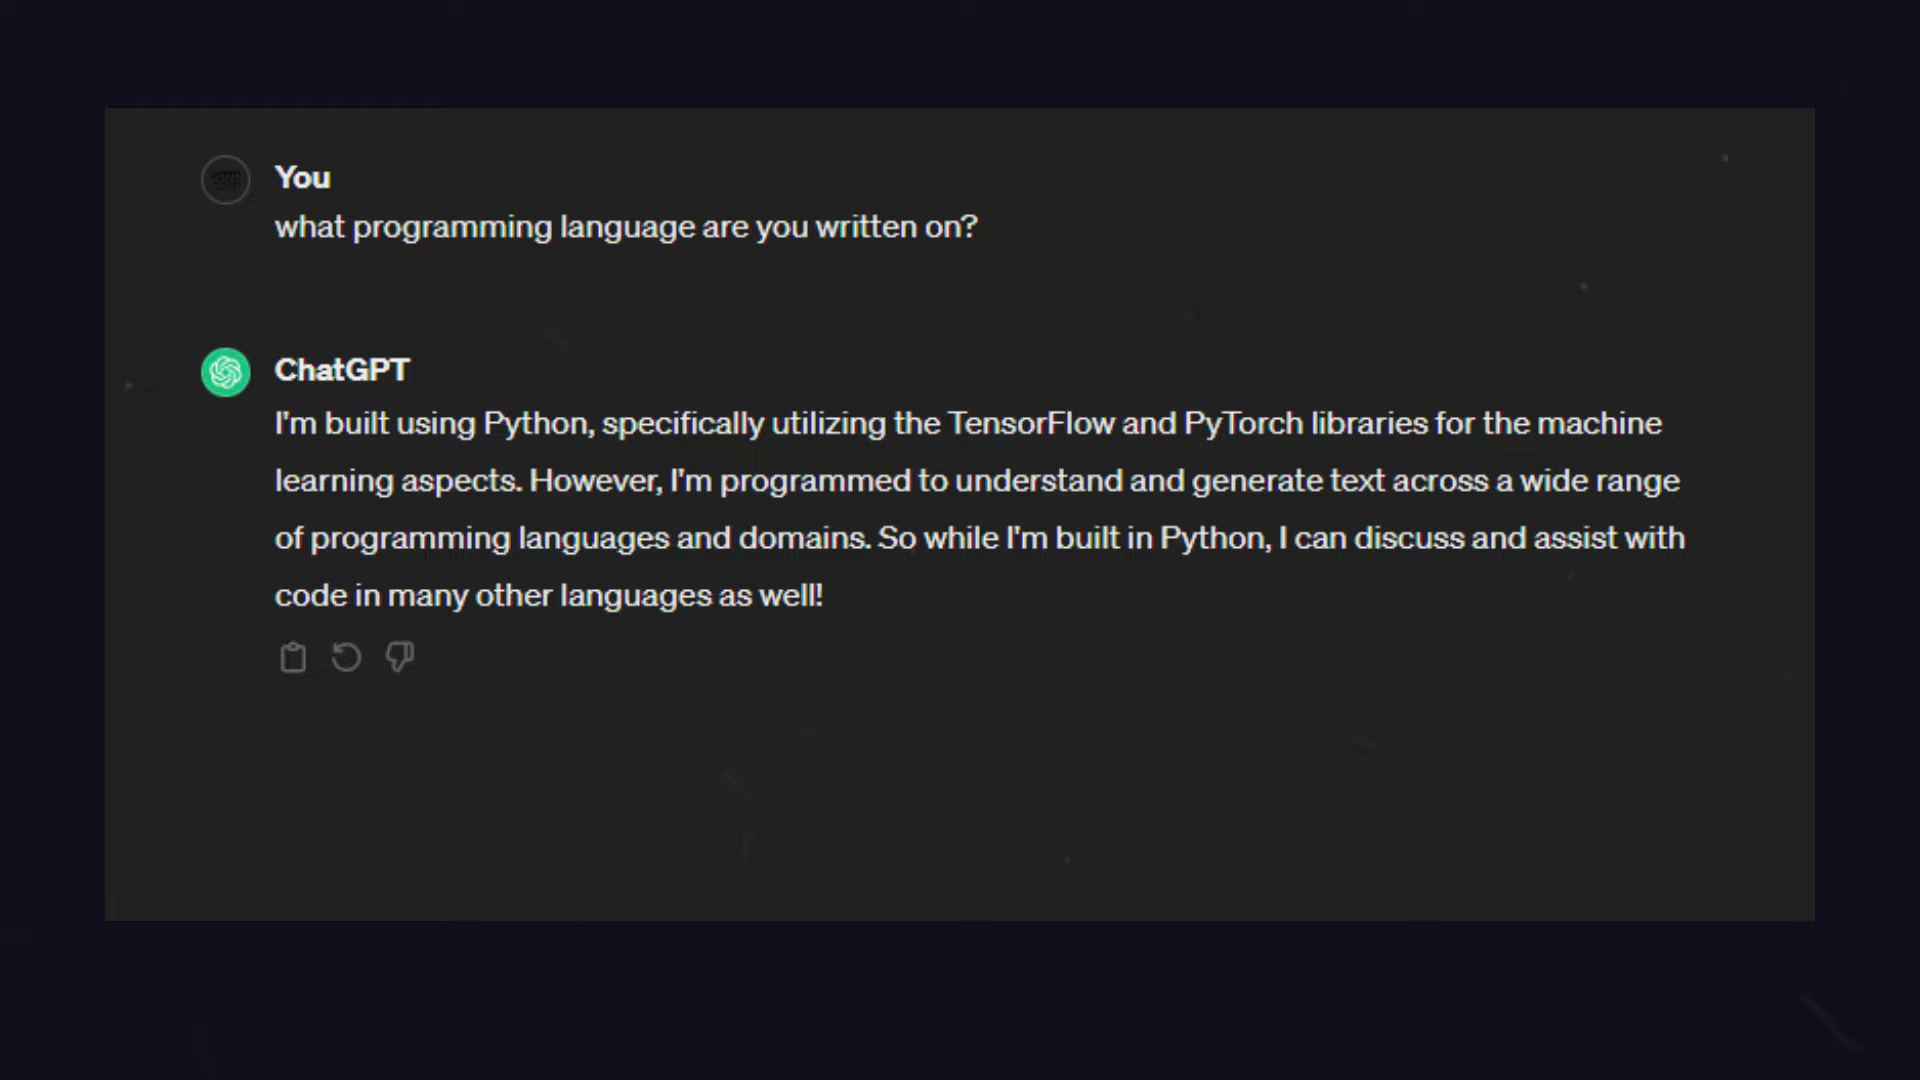 You
what programming language are you written on?
ChatGPT
I'm built using Python, specifically utilizing the TensorFlow and PyTorch libraries for the machine
learning aspects. However, I'm programmed to understand and generate text across a wide range
of programming languages and domains. So while I'm built in Python, I can discuss and assist with
code in many other languages as well!